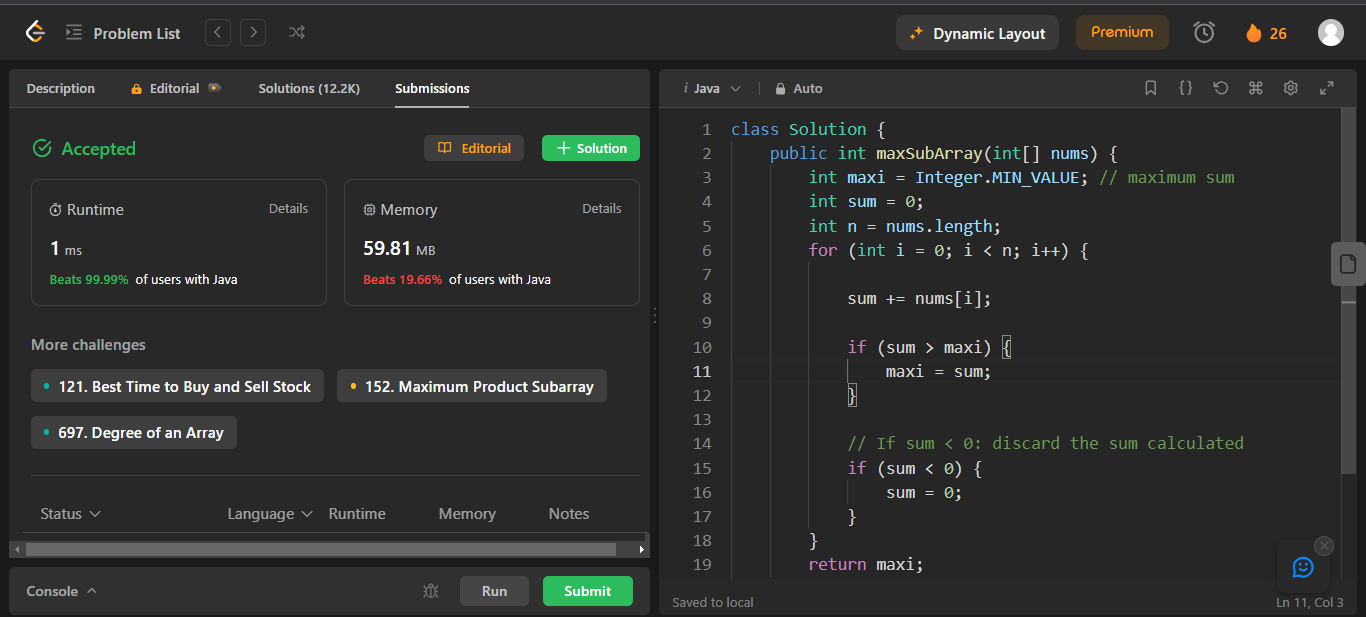 Problem List
Dynamic Layout
Premium
26
Description
Editorial
Solutions (12.2K)
Submissions
Accepted
Editorial
Solution
Runtime
Details
1 ms
Beats 99.99% of users with Java
Memory
Details
59.81 MB
Beats 19.66% of users with Java
More challenges
121. Best Time to Buy and Sell Stock
152. Maximum Product Subarray
697. Degree of an Array
Status
Language
Runtime
Memory
Notes
Console
Run
Submit
i Java
Auto
1 class Solution {
2 public int maxSubArray(int[] nums) {
3 int maxi = Integer.MIN_VALUE; // maximum sum
4 int sum = 0;
5 int n = nums.length;
6 for (int i = 0; i < n; i++) {
7
8 sum += nums[i];
9
10 if (sum > maxi) {
11 maxi = sum;
12 }
13
14 // If sum < 0: discard the sum calculated
15 if (sum < 0) {
16 sum = 0;
17 }
18 }
19 return maxi;
Saved to local
Ln 11, Col 3